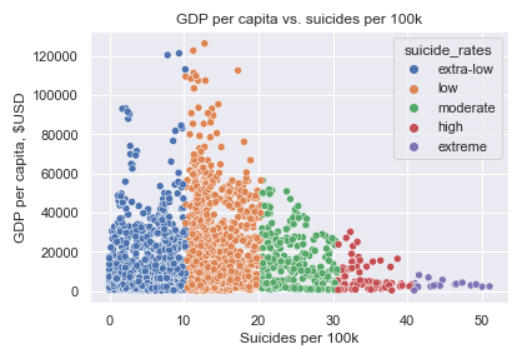 GDP per capita vs. suicides per 100k
suicide_rates
extra-low
low
moderate
high
extreme
GDP per capita, $USD
120000
100000
80000
60000
40000
20000
0
0 10 20 30 40 50
Suicides per 100k